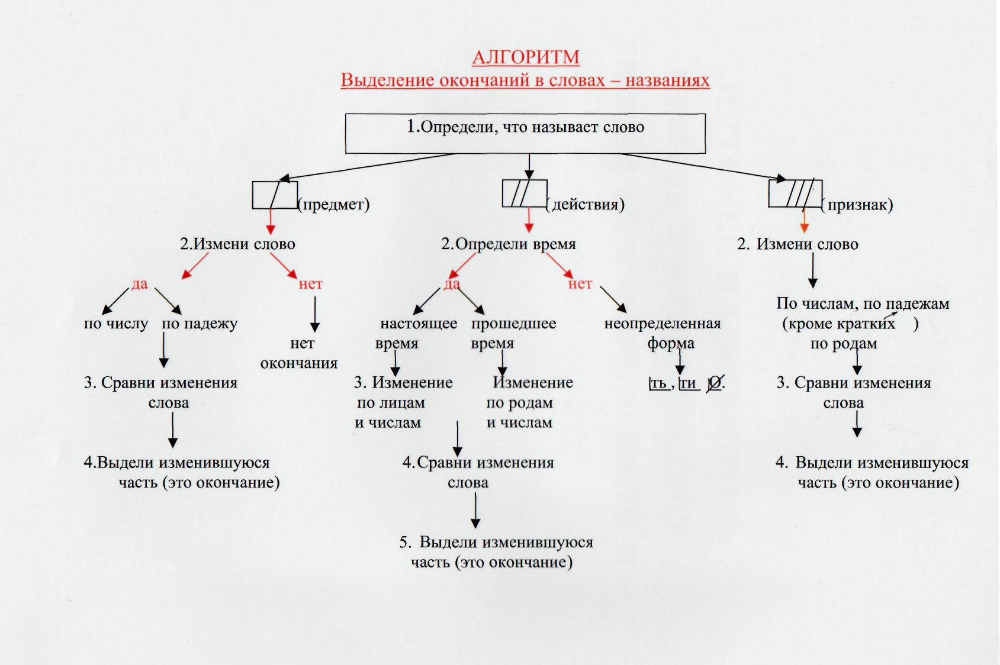 АЛГОРИТМ
Выделение окончаний в словах – названиях
1.Определи, что называет слово
(предмет)
(действия)
(признак)
2.Измени слово
2.Определи время
2. Измени слово
да
нет
да
нет
по числу
по падежу
нет
окончания
настоящее
время
прошедшее
время
неопределенная
форма
По числам, по падежам
(кроме кратких )
по родам
3. Сравни изменения
слова
3. Изменение
по лицам
и числам
Изменение
по родам
и числам
ть , ти О.
3. Сравни изменения
слова
4.Выдели изменившуюся
часть (это окончание)
4.Сравни изменения
слова
4. Выдели изменившуюся
часть (это окончание)
5. Выдели изменившуюся
часть (это окончание)